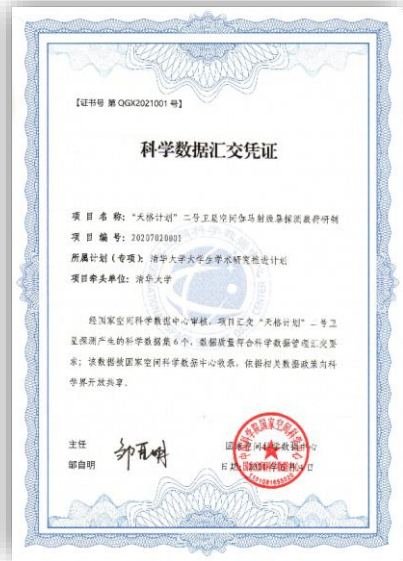 【证书号 第 QGX2021001 号】
科学数据汇交凭证
项 目 名 称：“天格计划”二号卫星空间伽马射线暴探测载荷研制
项 目 编 号：20207020801
所属计划（专项）：清华大学大学生学术研究推进计划
项目牵头单位：清华大学
经国家空间科学数据中心审核，项目汇交“天格计划”二号卫
星探测产生的科学数据集 6 个，数据质量符合科学数据管理汇交要
求；该数据被国家空间科学数据中心收录，依据相关数据政策向科
学界开放共享。
主任
邹自明
国家空间科学数据中心